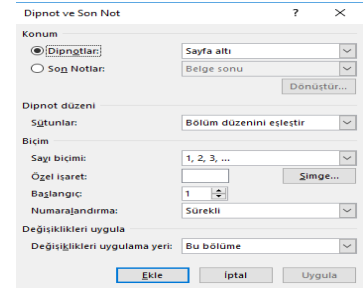 Dipnot ve Son Not ? ×
Konum
Dipnotlar: Sayfa altı
Son Notlar: Belge sonu
Dönüştür...
Dipnot düzeni
Sütunlar: Bölüm düzenini eşleştir
Biçim
Sayı biçimi: 1, 2, 3, ...
Özel işaret: Simge...
Başlangıç: 1
Numaralandırma: Sürekli
Değişiklikleri uygula
Değişiklikleri uygulama yeri: Bu bölüme
Ekle İptal Uygula